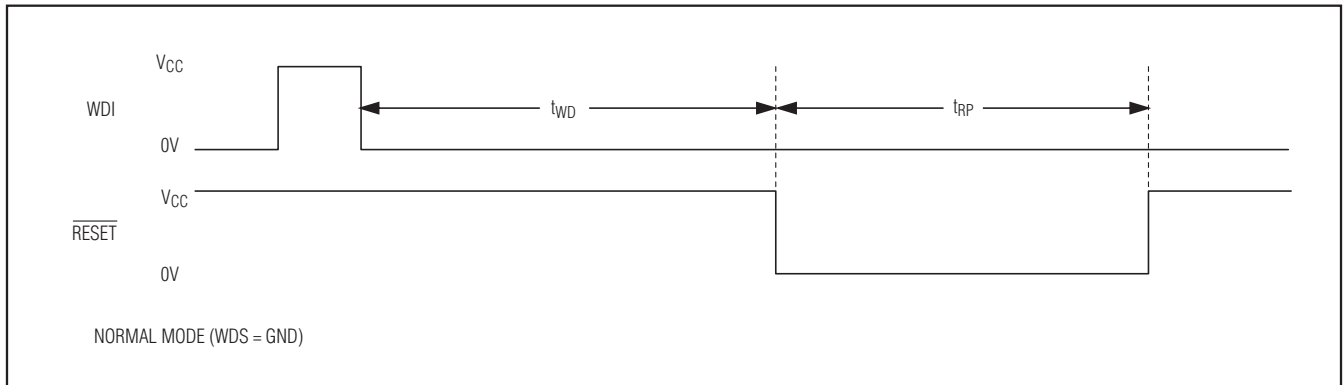 VCC
WDI
tWD
tRP
0V
VCC
RESET
0V
NORMAL MODE (WDS = GND)